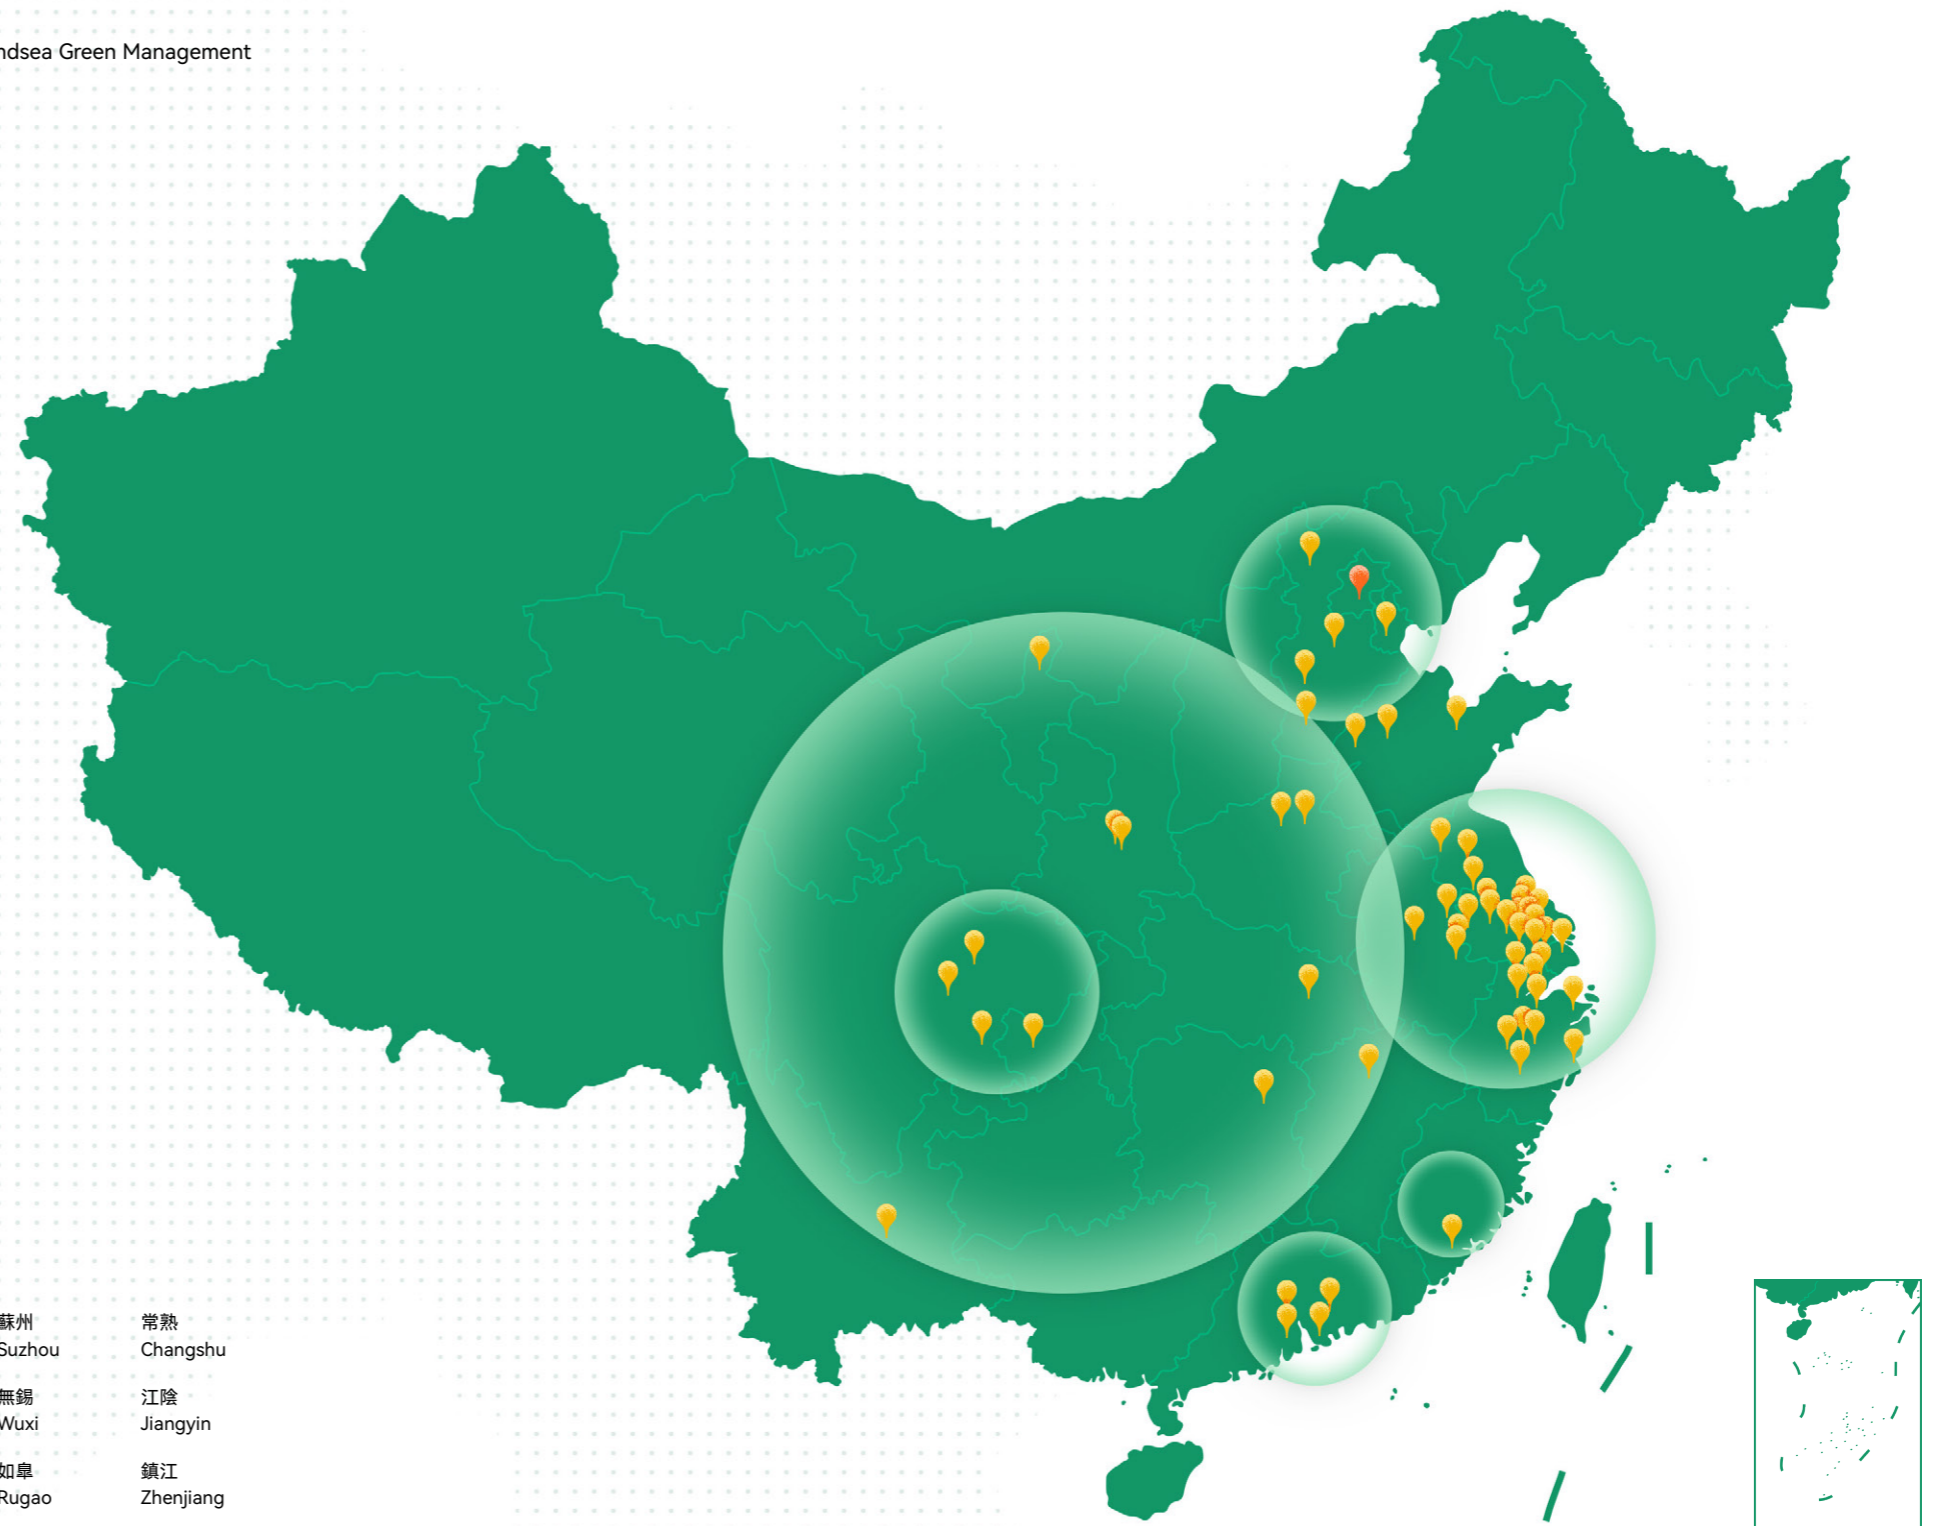 ndsea Green Management
蘇州
Suzhou
常熟
Changshu
無錫
Wuxi
江陰
Jiangyin
如皐
Rugao
鎮江
Zhenjiang